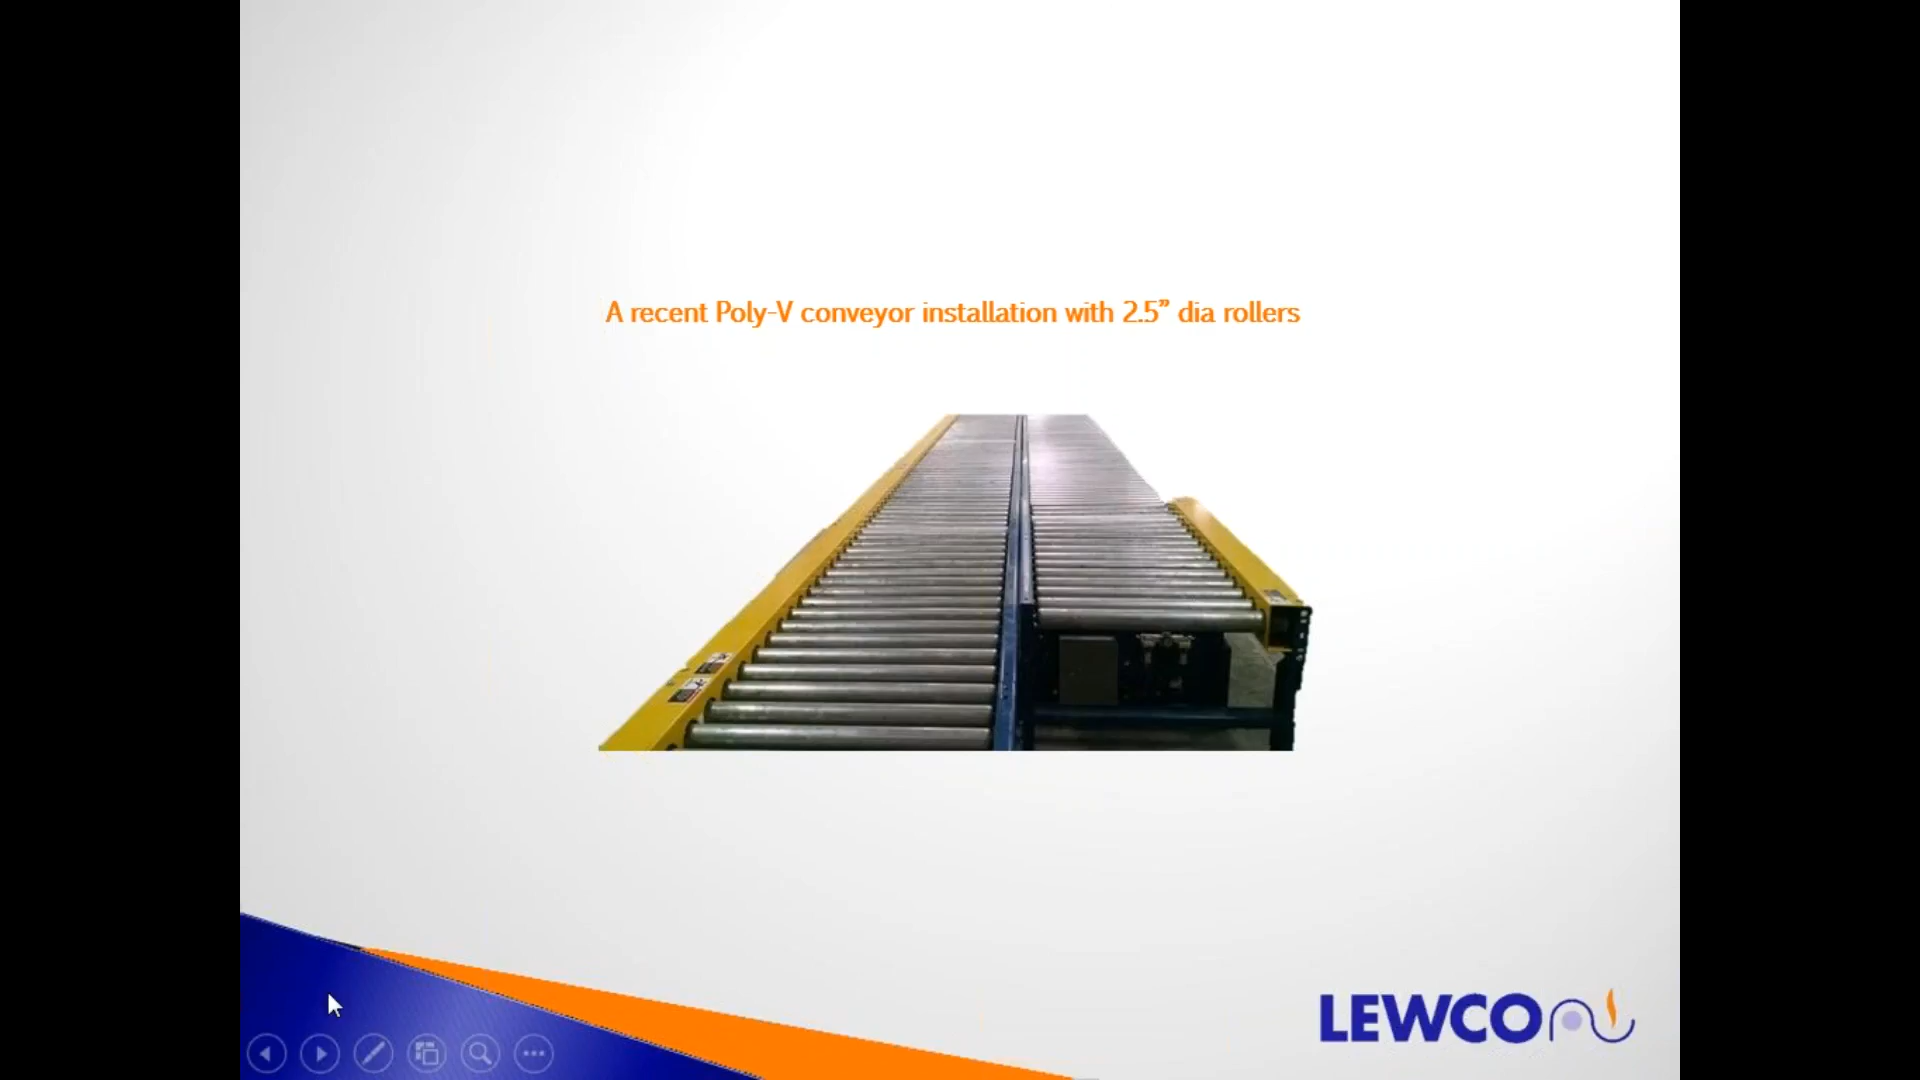 A recent Poly-V conveyor installation with 2.5” dia rollers
LEWCO